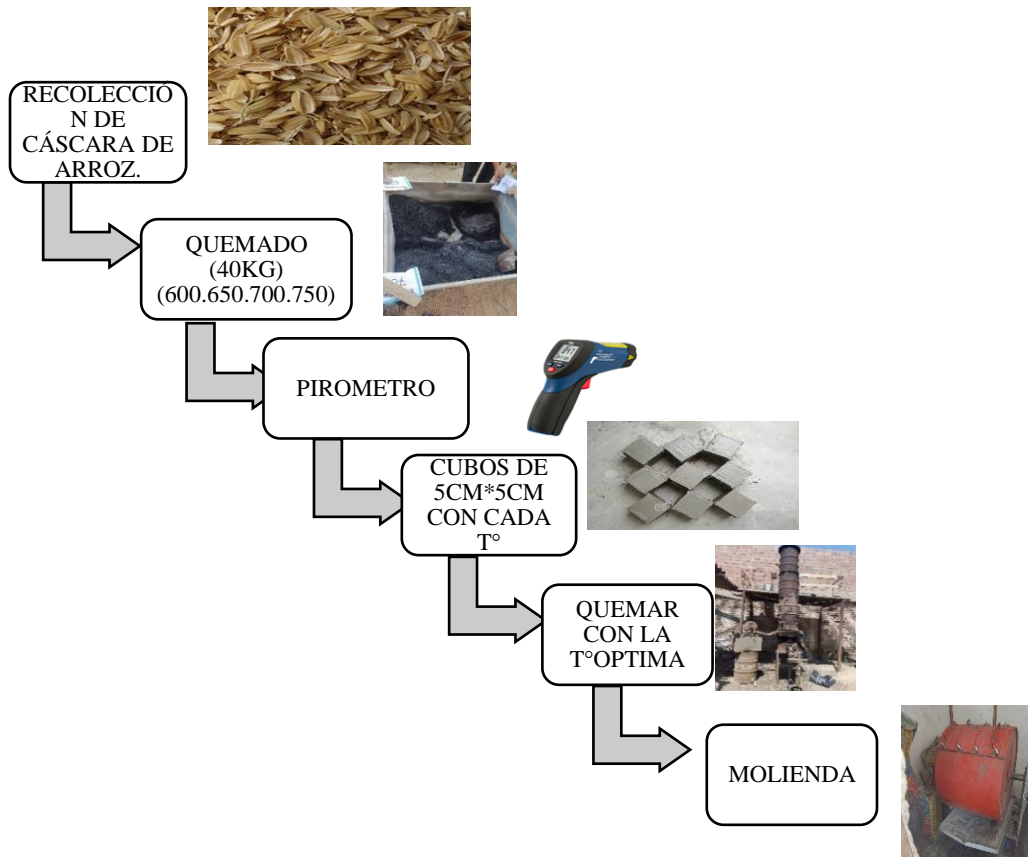 RECOLECCIÓ
N DE
CÁSCARA DE
ARROZ.
QUEMADO
(40KG)
(600.650.700.750)
PIROMETRO
CUBOS DE
5CM*5CM
CON CADA
T°
QUEMAR
CON LA
T°OPTIMA
MOLIENDA